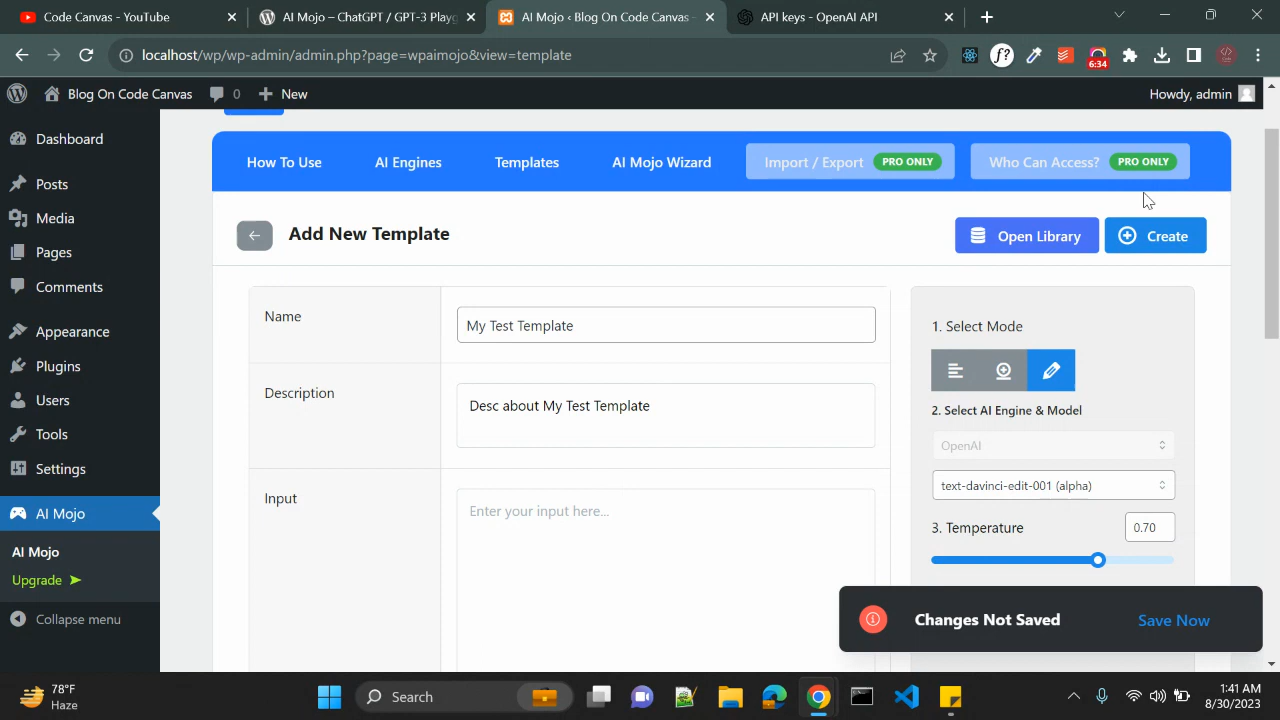 Code Canvas - YouTube
AI Mojo – ChatGPT / GPT-3 Playg
AI Mojo ‹ Blog On Code Canvas –
API keys - OpenAI API
localhost/wp/wp-admin/admin.php?page=wpaimojo&view=template
f?
6:34
Blog On Code Canvas
0
New
Howdy, admin
Dashboard
Posts
Media
Pages
Comments
Appearance
Plugins
Users
Tools
Settings
AI Mojo
AI Mojo
Upgrade
Collapse menu
How To Use
AI Engines
Templates
AI Mojo Wizard
Import / Export PRO ONLY
Who Can Access? PRO ONLY
Add New Template
Open Library
Create
Name
My Test Template
Description
Desc about My Test Template
Input
Enter your input here...
1. Select Mode
2. Select AI Engine & Model
OpenAI
text-davinci-edit-001 (alpha)
3. Temperature
0.70
Changes Not Saved
Save Now
78°F
Haze
Search
1:41 AM
8/30/2023